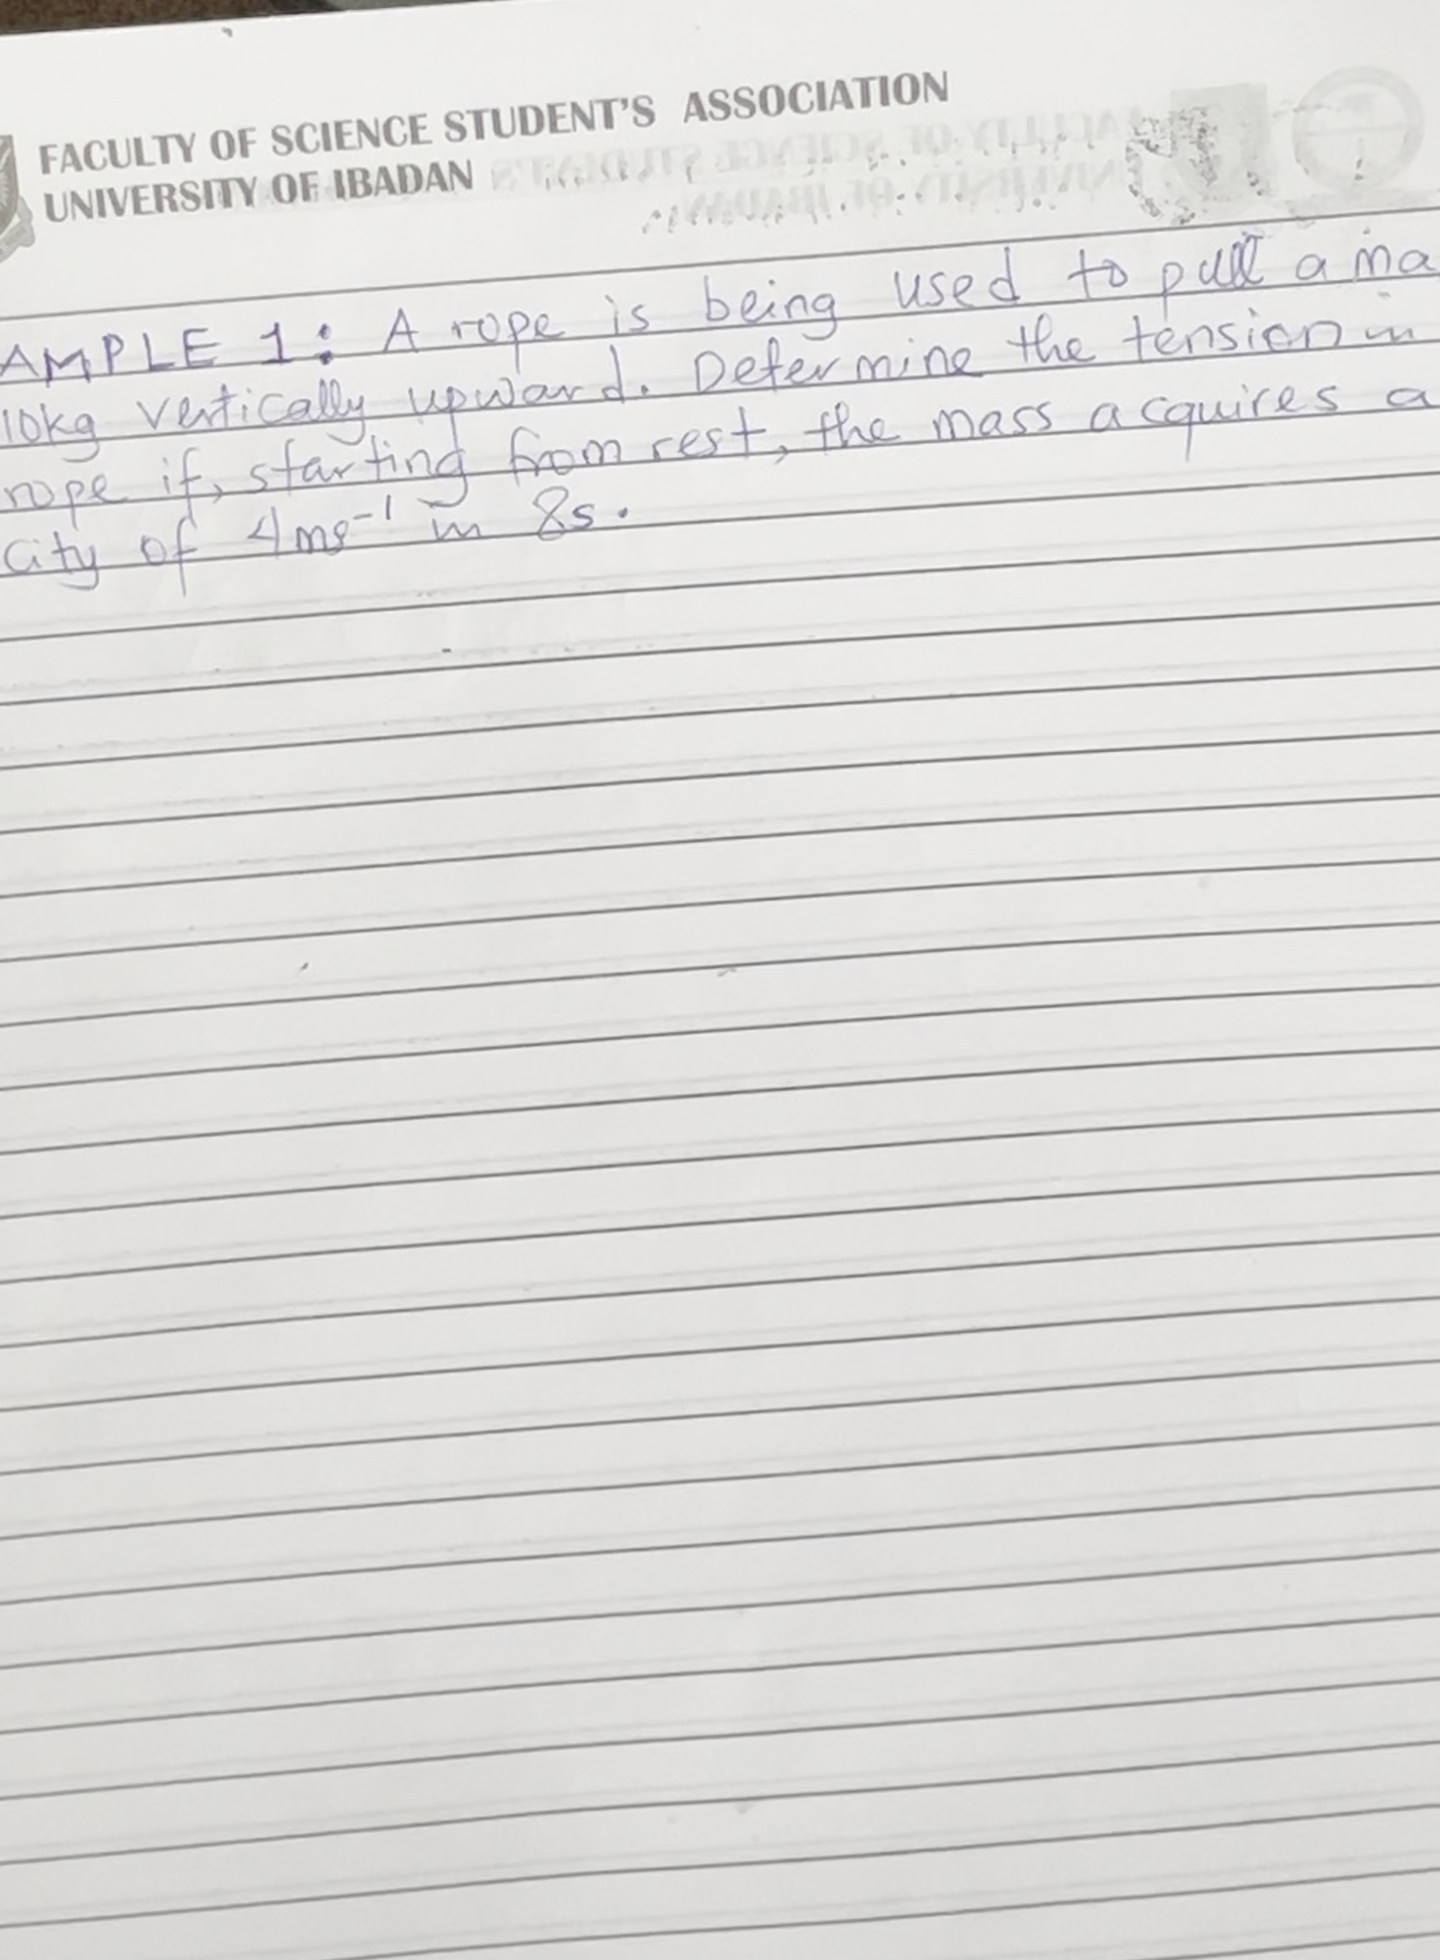 FACULTY OF SCIENCE STUDENT'S ASSOCIATION
UNIVERSITY OF IBADAN
AMPLE 1: A rope is being used to pull a ma
10kg vertically upward. Determine the tension in
rope if, starting from rest, the mass acquires a
city of 4ms⁻¹ in 8s.